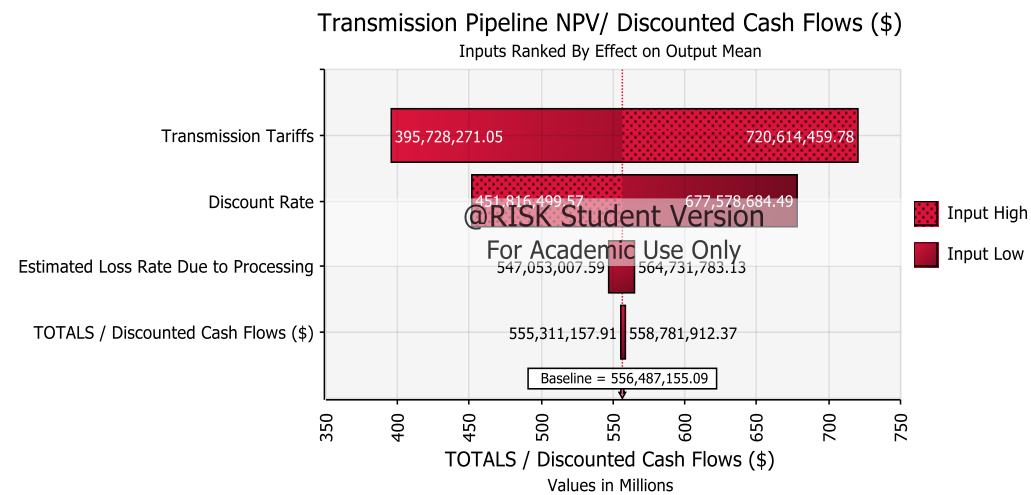 Transmission Pipeline NPV/ Discounted Cash Flows ($)
Inputs Ranked By Effect on Output Mean
Transmission Tariffs
395,728,271.05
720,614,459.78
Discount Rate
451,816,499.57
677,578,684.49
@RISK Student Version
For Academic Use Only
Input High
Input Low
Estimated Loss Rate Due to Processing
547,053,007.59
564,731,783.13
TOTALS / Discounted Cash Flows ($)
555,311,157.91
558,781,912.37
Baseline = 556,487,155.09
350
400
450
500
550
600
650
700
750
TOTALS / Discounted Cash Flows ($)
Values in Millions